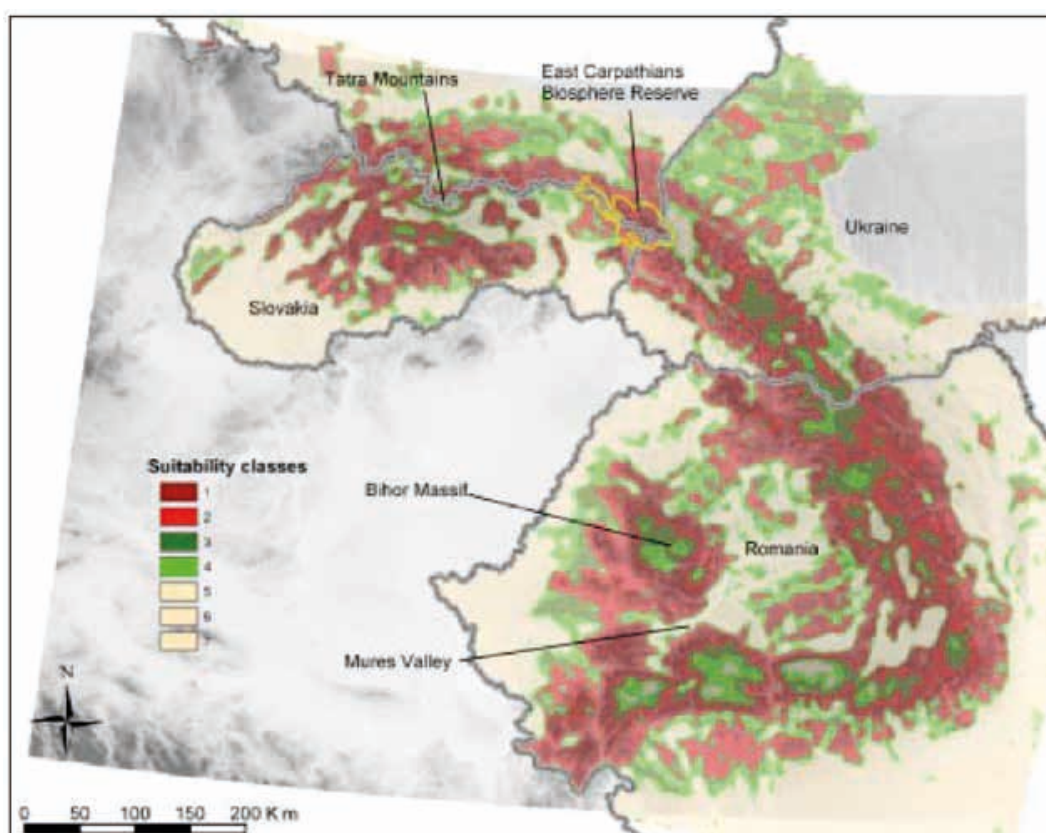 Tatra Mountains
East Carpathians
Biosphere Reserve
Ukraine
Slovakia
Suitability classes
1
2
3
4
5
6
7
Bihor Massif
Romania
Mures Valley
N
0 50 100 150 200 K m